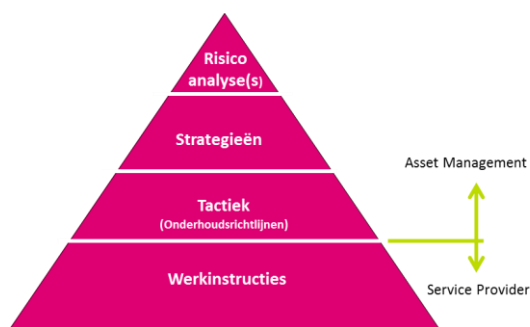 Risico
analyse(s)
Strategieën
Asset Management
Tactiek
(Onderhoudsrichtlijnen)
Werkinstructies
Service Provider